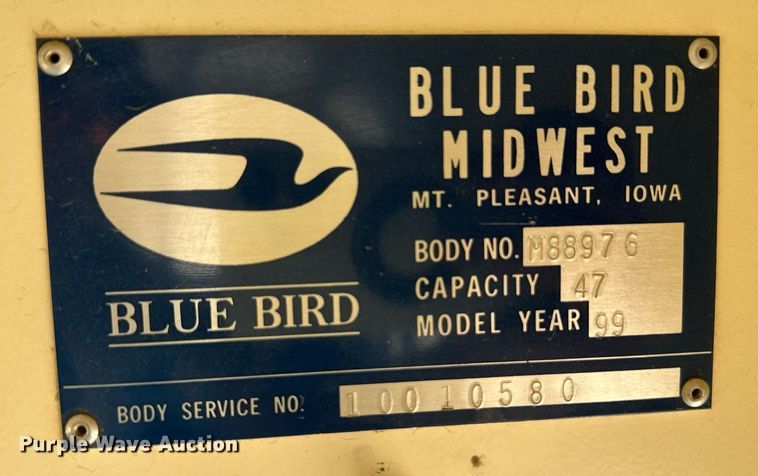 BLUE BIRD
MIDWEST
MT. PLEASANT, IOWA
BODY NO. M88976
CAPACITY 47
MODEL YEAR 99
BLUE BIRD
BODY SERVICE NO. 10010580
Purple Wave Auction